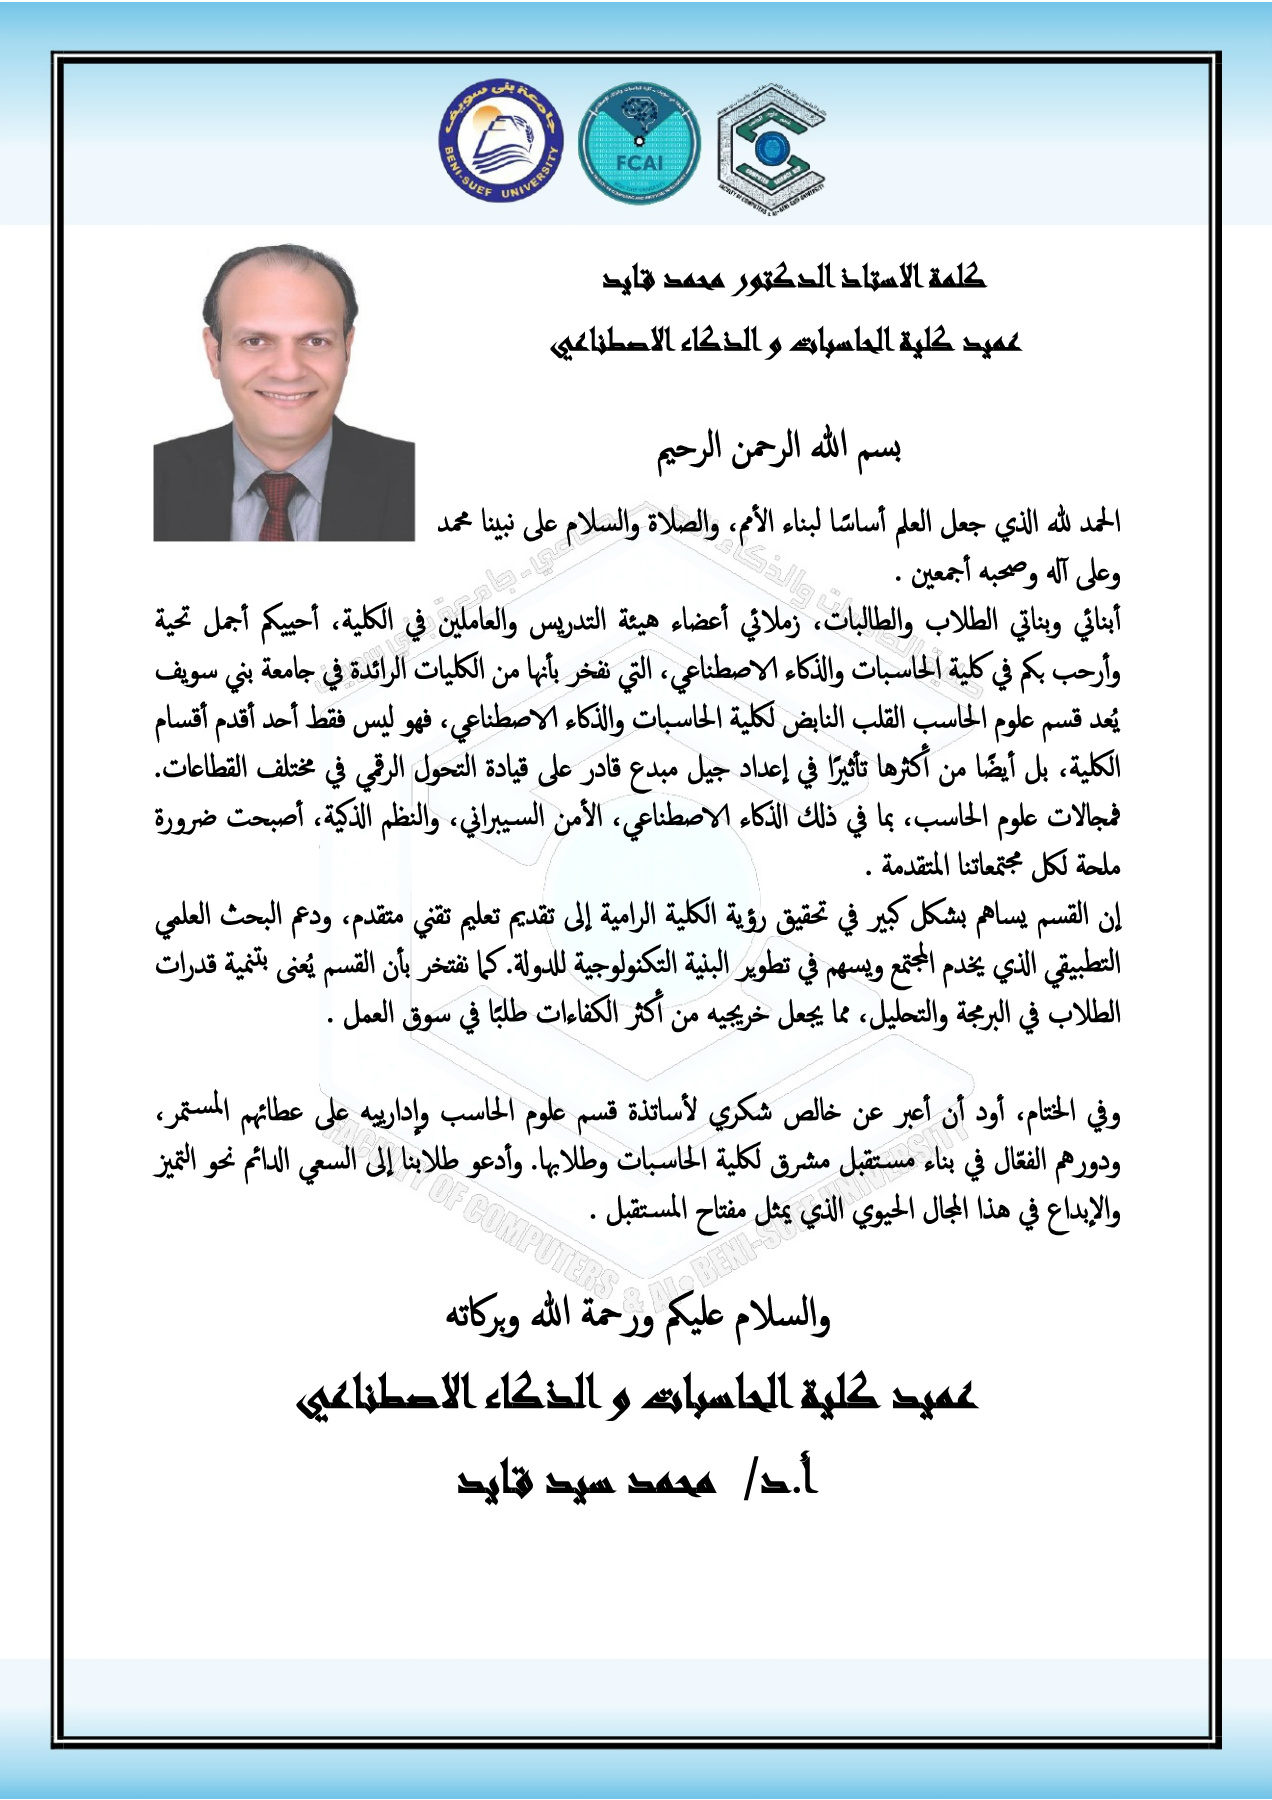 جامعة بنى سويف
BENI-SUEF UNIVERSITY
FCAI
كلمة الاستاذ الدكتور محمد قايد
عميد كلية الحاسبات و الذكاء الاصطناعي
بسم الله الرحمن الرحيم
الحمد لله الذي جعل العلم أساسًا لبناء الأمم، والصلاة والسلام على نبينا محمد
وعلى آله وصحبه أجمعين .
أبنائي وبناتي الطلاب والطالبات، زملائي أعضاء هيئة التدريس والعاملين في الكلية، أحييكم أجمل تحية
وأرحب بكم في كلية الحاسبات والذكاء الاصطناعي، التي نفخر بأنها من الكليات الرائدة في جامعة بني سويف
يُعد قسم علوم الحاسب القلب النابض لكلية الحاسبات والذكاء الاصطناعي، فهو ليس فقط أحد أقدم أقسام
الكلية، بل أيضًا من أكثرها تأثيرًا في إعداد جيل مبدع قادر على قيادة التحول الرقمي في مختلف القطاعات.
فمجالات علوم الحاسب، بما في ذلك الذكاء الاصطناعي، الأمن السيبراني، والنظم الذكية، أصبحت ضرورة
ملحة لكل مجتمعاتنا المتقدمة .
إن القسم يساهم بشكل كبير في تحقيق رؤية الكلية الرامية إلى تقديم تعليم تقني متقدم، ودعم البحث العلمي
التطبيقي الذي يخدم المجتمع ويسهم في تطوير البنية التكنولوجية للدولة. كما نفتخر بأن القسم يُعنى بتنمية قدرات
الطلاب في البرمجة والتحليل، مما يجعل خريجيه من أكثر الكفاءات طلبًا في سوق العمل .
وفي الختام، أود أن أعبر عن خالص شكري لأساتذة قسم علوم الحاسب وإدارييه على عطائهم المستمر،
ودورهم الفعّال في بناء مستقبل مشرق لكلية الحاسبات وطلابها. وأدعو طلابنا إلى السعي الدائم نحو التميز
والإبداع في هذا المجال الحيوي الذي يمثل مفتاح المستقبل .
FACULTY OF COMPUTERS & AI• BENI-SUEF UNIVERSITY
والسلام عليكم ورحمة الله وبركاته
عميد كلية الحاسبات و الذكاء الاصطناعي
أ.د/ محمد سيد قايد